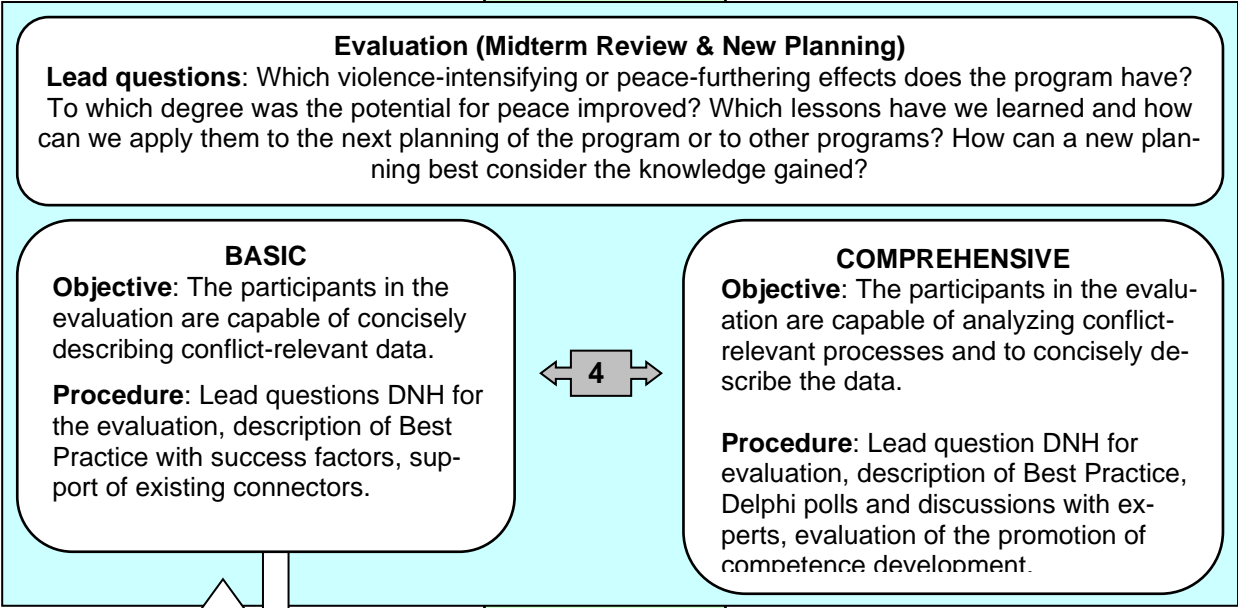 Evaluation (Midterm Review & New Planning)
Lead questions: Which violence-intensifying or peace-furthering effects does the program have?
To which degree was the potential for peace improved? Which lessons have we learned and how
can we apply them to the next planning of the program or to other programs? How can a new plan-
ning best consider the knowledge gained?
BASIC
Objective: The participants in the
evaluation are capable of concisely
describing conflict-relevant data.
Procedure: Lead questions DNH for
the evaluation, description of Best
Practice with success factors, sup-
port of existing connectors.
4
COMPREHENSIVE
Objective: The participants in the evalu-
ation are capable of analyzing conflict-
relevant processes and to concisely de-
scribe the data.
Procedure: Lead question DNH for
evaluation, description of Best Practice,
Delphi polls and discussions with ex-
perts, evaluation of the promotion of
competence development.